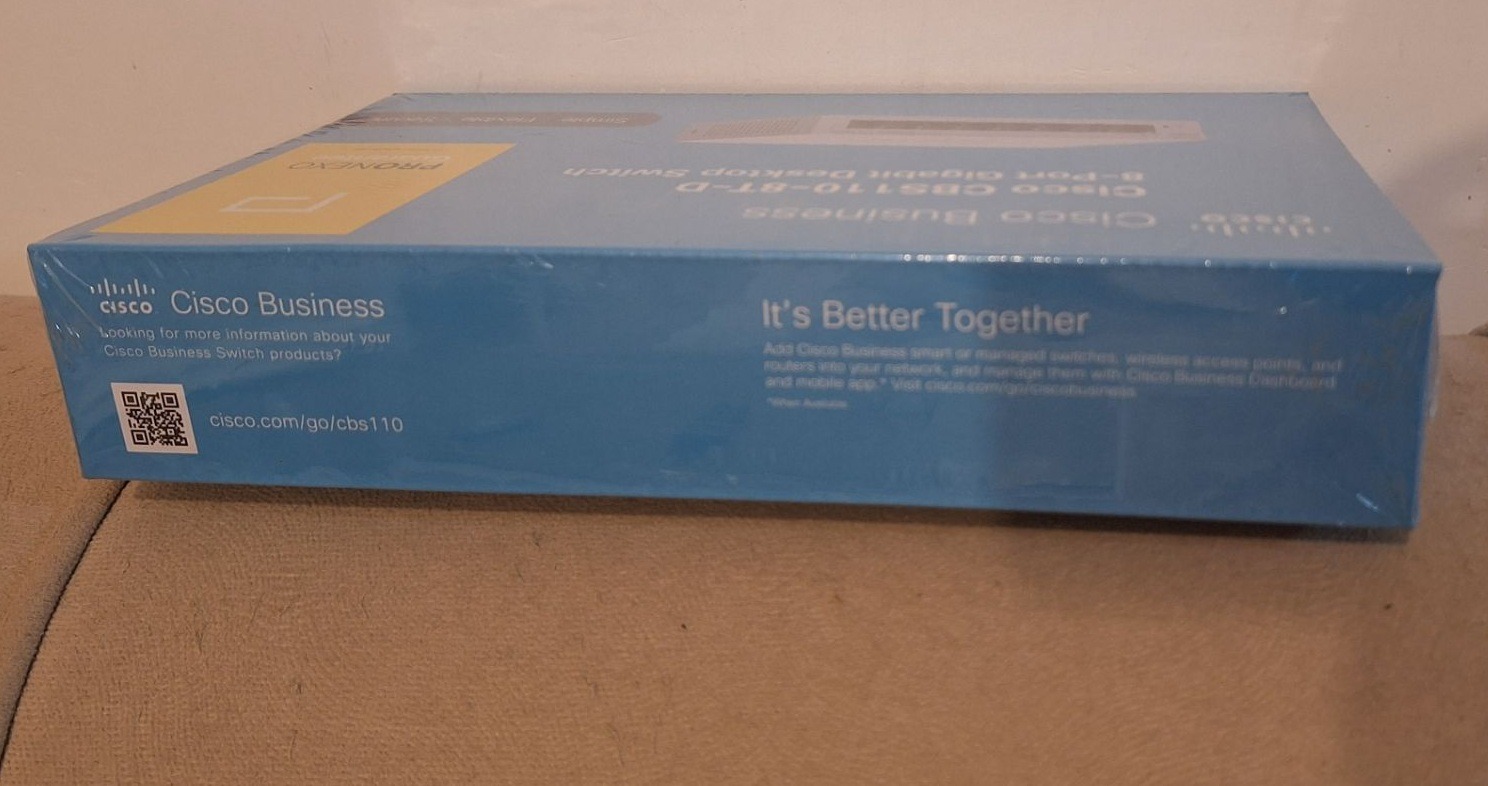 Simple Flexible Secure
PRONEXO
8-Port Gigabit Desktop Switch
Cisco CBS110-8T-D
Cisco Business
CISCO
CISCO Cisco Business
Looking for more information about your
Cisco Business Switch products?
cisco.com/go/cbs110
It's Better Together
Add Cisco Business smart or managed switches, wireless access points, and
routers into your network, and manage them with Cisco Business Dashboard
and mobile app.* Visit cisco.com/go/ciscobusiness
*When Available